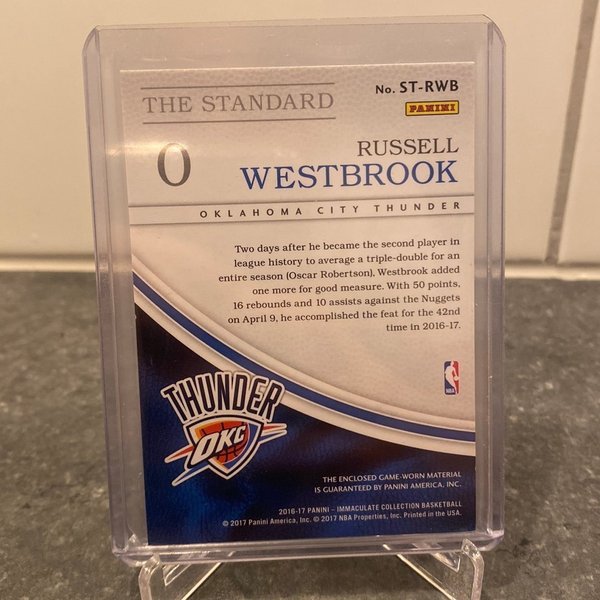 THE STANDARD
No. ST-RWB
PANINI
0
RUSSELL
WESTBROOK
OKLAHOMA CITY THUNDER
Two days after he became the second player in
league history to average a triple-double for an
entire season (Oscar Robertson), Westbrook added
one more for good measure. With 50 points,
16 rebounds and 10 assists against the Nuggets
on April 9, he accomplished the feat for the 42nd
time in 2016-17.
NBA
THUNDER
OKC
THE ENCLOSED GAME-WORN MATERIAL
IS GUARANTEED BY PANINI AMERICA, INC.
2016-17 PANINI - IMMACULATE COLLECTION BASKETBALL
© 2017 Panini America, Inc. © 2017 NBA Properties, Inc. Printed in the USA.